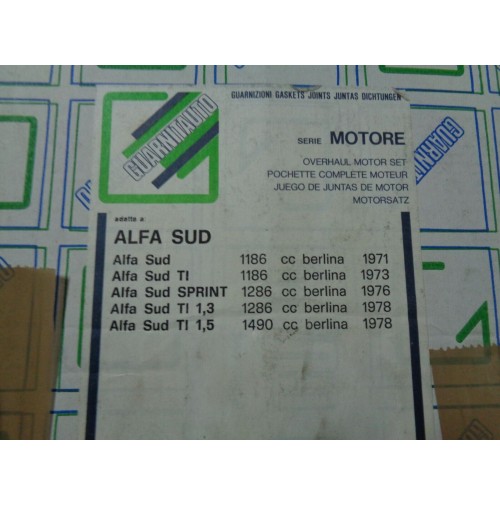 GUARNIZIONI GASKETS JOINTS JUNTAS DICHTUNGEN
GUARNITAUTO
SERIE MOTORE
OVERHAUL MOTOR SET
POCHETTE COMPLETE MOTEUR
JUEGO DE JUNTAS DE MOTOR
MOTORSATZ
adatta a:
ALFA SUD
Alfa Sud 1186 cc berlina 1971
Alfa Sud TI 1186 cc berlina 1973
Alfa Sud SPRINT 1286 cc berlina 1976
Alfa Sud TI 1,3 1286 cc berlina 1978
Alfa Sud TI 1,5 1490 cc berlina 1978